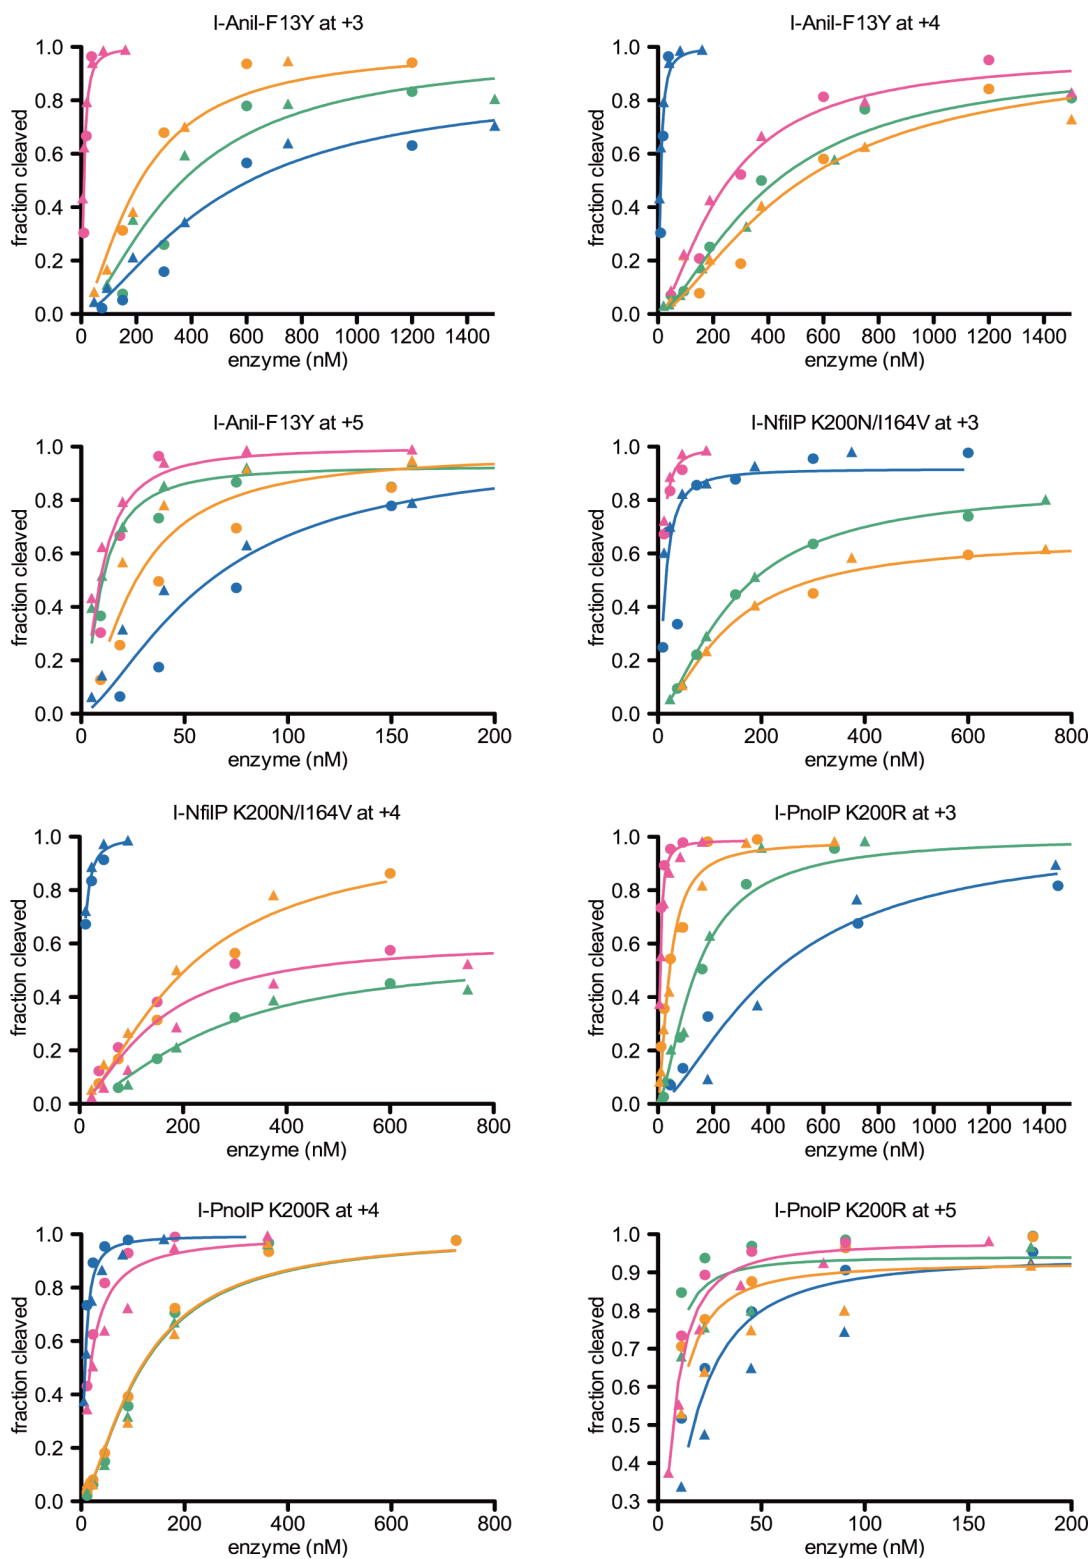 I-AniI-F13Y at +3
1.0
0.8
0.6
0.4
0.2
0.0
fraction cleaved
0 200 400 600 800 1000 1200 1400
enzyme (nM)
I-AniI-F13Y at +4
1.0
0.8
0.6
0.4
0.2
0.0
fraction cleaved
0 200 400 600 800 1000 1200 1400
enzyme (nM)
I-AniI-F13Y at +5
1.0
0.8
0.6
0.4
0.2
0.0
fraction cleaved
0 50 100 150 200
enzyme (nM)
I-NfiIP K200N/I164V at +3
1.0
0.8
0.6
0.4
0.2
0.0
fraction cleaved
0 200 400 600 800
enzyme (nM)
I-NfiIP K200N/I164V at +4
1.0
0.8
0.6
0.4
0.2
0.0
fraction cleaved
0 200 400 600 800
enzyme (nM)
I-PnoIP K200R at +3
1.0
0.8
0.6
0.4
0.2
0.0
fraction cleaved
0 200 400 600 800 1000 1200 1400
enzyme (nM)
I-PnoIP K200R at +4
1.0
0.8
0.6
0.4
0.2
0.0
fraction cleaved
0 200 400 600 800
enzyme (nM)
I-PnoIP K200R at +5
1.0
0.9
0.8
0.7
0.6
0.5
0.4
0.3
fraction cleaved
0 50 100 150 200
enzyme (nM)